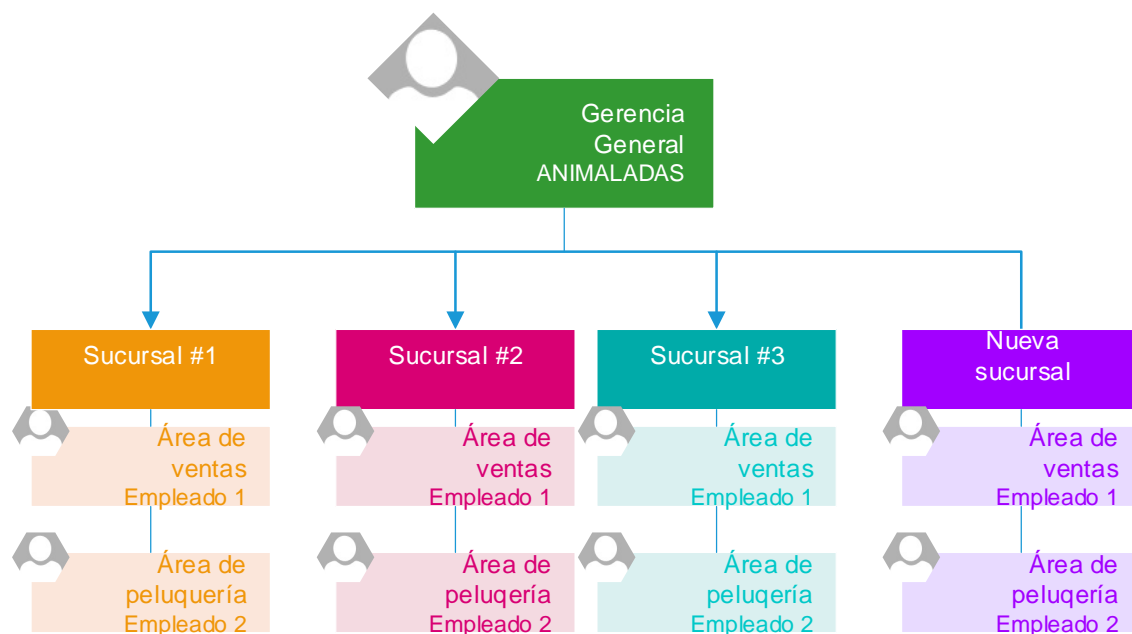 Gerencia
General
ANIMALADAS
Sucursal #1
Sucursal #2
Sucursal #3
Nueva
sucursal
Área de
ventas
Empleado 1
Área de
ventas
Empleado 1
Área de
ventas
Empleado 1
Área de
ventas
Empleado 1
Área de
peluquería
Empleado 2
Área de
peluqería
Empleado 2
Área de
peluqería
Empleado 2
Área de
peluqería
Empleado 2